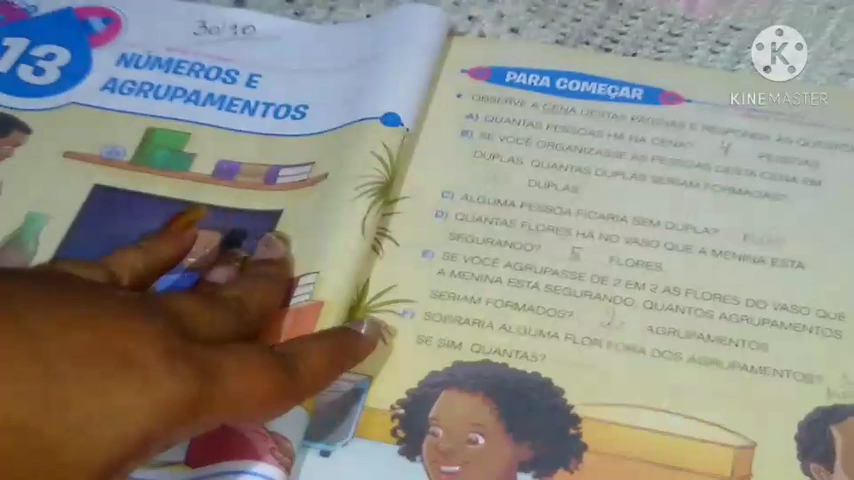 30/10
13
NÚMEROS E
AGRUPAMENTOS
PARA COMEÇAR
OBSERVE A CENA DESTAS PÁGINAS E RESPONDA ÀS QUESTÕES
A) QUANTAS PESSOAS HÁ NA CENA? 4 PESSOAS
B) SE VOCÊ ORGANIZASSE AS PESSOAS DESTA CENA EM
DUPLAS, QUANTAS DUPLAS SERIAM FORMADAS?
DUPLAS
C) ALGUMA PESSOA FICARIA SEM DUPLA?
D) QUANTAS FLORES HÁ NO VASO QUE A MENINA ESTÁ
SEGURANDO? 5 FLORES
E) SE VOCÊ AGRUPASSE DE 2 EM 2 AS FLORES DO VASO QUE
A MENINA ESTÁ SEGURANDO, QUANTOS AGRUPAMENTOS
SERIAM FORMADOS? 2 AGRUPAMENTOS
SOBRARIA ALGUMA FLOR FORA DOS AGRUPAMENTOS?
SE SIM, QUANTAS?
K
KINEMASTER